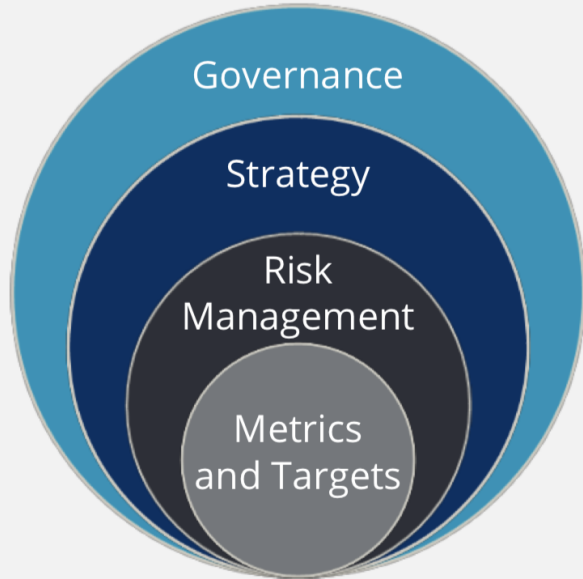 Governance
Strategy
Risk
Management
Metrics
and Targets